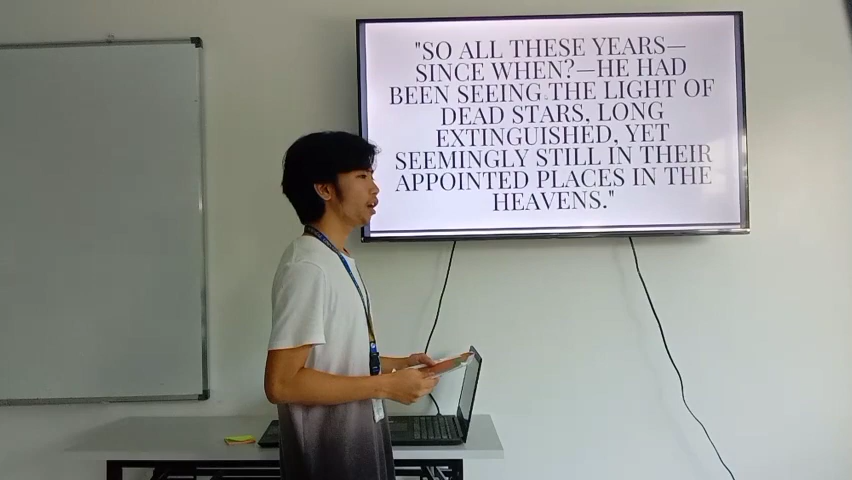 "SO ALL THESE YEARS—
SINCE WHEN?—HE HAD
BEEN SEEING THE LIGHT OF
DEAD STARS, LONG
EXTINGUISHED, YET
SEEMINGLY STILL IN THEIR
APPOINTED PLACES IN THE
HEAVENS."